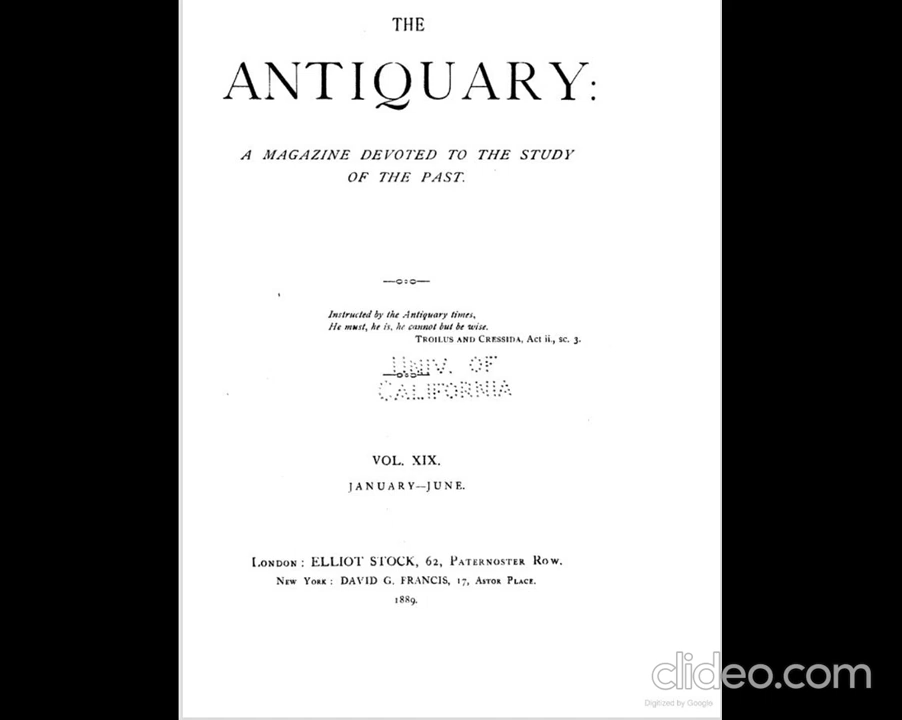 THE
ANTIQUARY:
A MAGAZINE DEVOTED TO THE STUDY
OF THE PAST.
Instructed by the Antiquary times,
He must, he is, he cannot but be wise.
TROILUS AND CRESSIDA, Act ii., sc. 3.
UNIV. OF
CALIFORNIA
VOL. XIX.
JANUARY—JUNE.
LONDON: ELLIOT STOCK, 62, PATERNOSTER ROW.
NEW YORK: DAVID G. FRANCIS, 17, ASTOR PLACE.
1889.
clideo.com
Digitized by Google